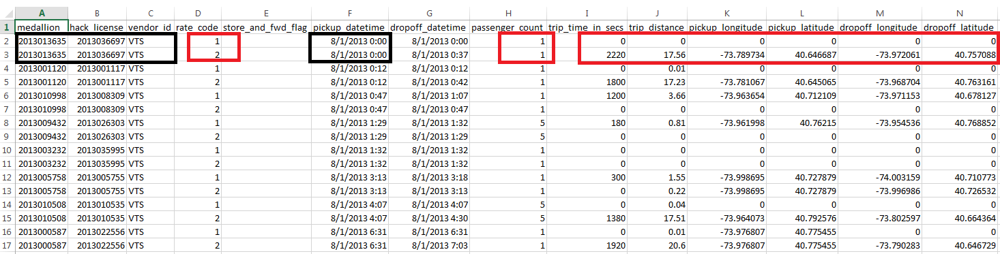 A B C D E F G H I J K L M N
1 medallion hack_license vendor_id rate_code store_and_fwd_flag pickup_datetime dropoff_datetime passenger_count trip_time_in_secs trip_distance pickup_longitude pickup_latitude dropoff_longitude dropoff_latitude
2 2013013635 2013036697 VTS 1 8/1/2013 0:00 8/1/2013 0:00 1 0 0 0 0 0 0
3 2013013635 2013036697 VTS 2 8/1/2013 0:00 8/1/2013 0:37 1 2220 17.56 -73.789734 40.646687 -73.972061 40.757088
4 2013001120 2013001117 VTS 1 8/1/2013 0:12 8/1/2013 0:12 1 0 0.01 0 0 0 0
5 2013001120 2013001117 VTS 2 8/1/2013 0:12 8/1/2013 0:42 1 1800 17.23 -73.781067 40.645065 -73.968704 40.763161
6 2013010998 2013008309 VTS 1 8/1/2013 0:47 8/1/2013 1:07 1 1200 3.66 -73.963654 40.712109 -73.971153 40.678127
7 2013010998 2013008309 VTS 2 8/1/2013 0:47 8/1/2013 0:47 1 0 0 0 0 0 0
8 2013009432 2013026303 VTS 1 8/1/2013 1:29 8/1/2013 1:32 5 180 0.81 -73.961998 40.76215 -73.954536 40.768852
9 2013009432 2013026303 VTS 2 8/1/2013 1:29 8/1/2013 1:29 5 0 0 0 0 0 0
10 2013003232 2013035995 VTS 1 8/1/2013 1:32 8/1/2013 1:32 1 0 0 0 0 0 0
11 2013003232 2013035995 VTS 2 8/1/2013 1:32 8/1/2013 1:32 1 0 0 0 0 0 0
12 2013005758 2013005755 VTS 1 8/1/2013 3:13 8/1/2013 3:18 1 300 1.55 -73.998695 40.727879 -74.003159 40.710773
13 2013005758 2013005755 VTS 2 8/1/2013 3:13 8/1/2013 3:13 1 0 0.22 -73.998695 40.727879 -73.996986 40.726532
14 2013010508 2013010535 VTS 1 8/1/2013 4:07 8/1/2013 4:07 5 0 0.04 0 0 0 0
15 2013010508 2013010535 VTS 2 8/1/2013 4:07 8/1/2013 4:30 5 1380 17.51 -73.964073 40.792576 -73.802597 40.664364
16 2013000587 2013022556 VTS 1 8/1/2013 6:31 8/1/2013 6:31 1 0 0.01 -73.976807 40.775455 0 0
17 2013000587 2013022556 VTS 2 8/1/2013 6:31 8/1/2013 7:03 1 1920 20.6 -73.976807 40.775455 -73.790283 40.646729